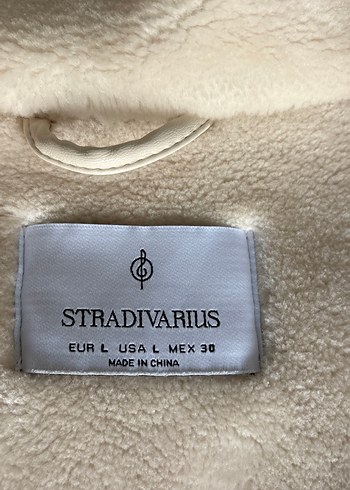 STRADIVARIUS
EUR L USA L MEX 30
MADE IN CHINA